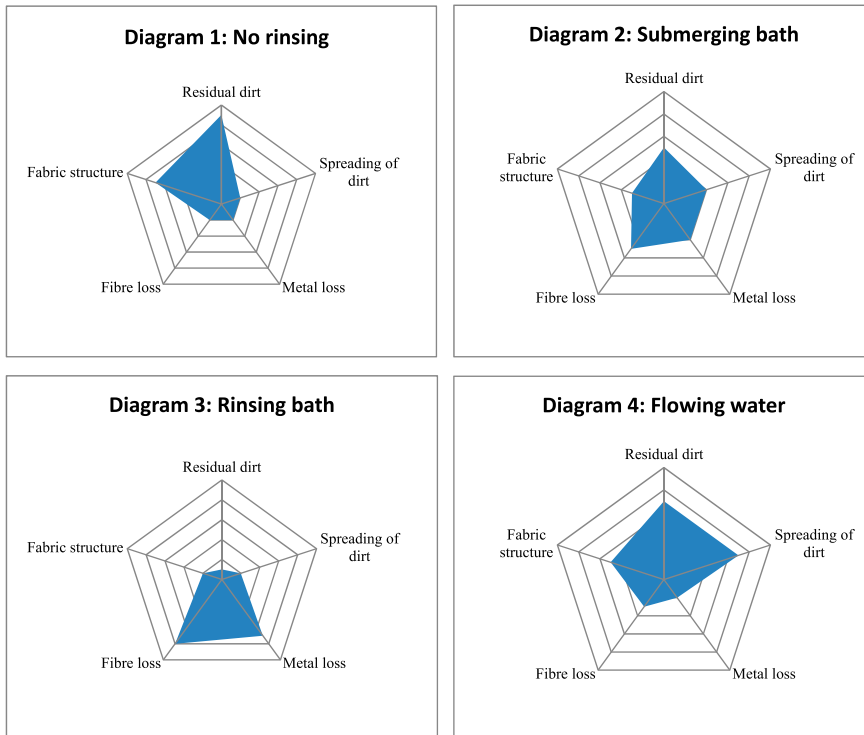 Diagram 1: No rinsing
Residual dirt
Fabric structure
Spreading of
dirt
Fibre loss
Metal loss
Diagram 2: Submerging bath
Residual dirt
Fabric
structure
Spreading of
dirt
Fibre loss
Metal loss
Diagram 3: Rinsing bath
Residual dirt
Fabric structure
Spreading of
dirt
Fibre loss
Metal loss
Diagram 4: Flowing water
Residual dirt
Fabric
structure
Spreading of
dirt
Fibre loss
Metal loss